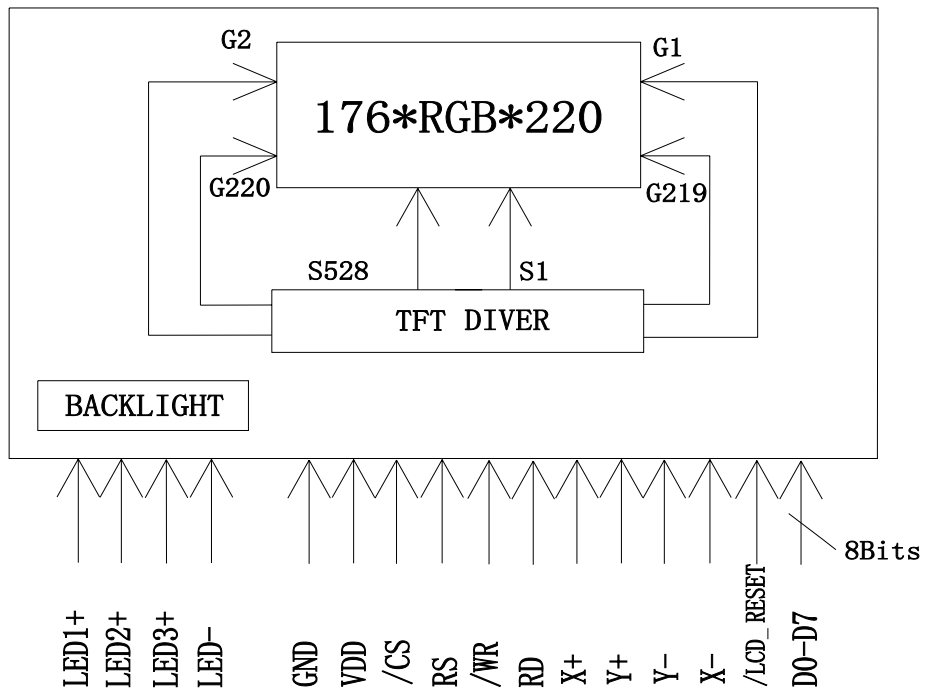 G2
G1
176*RGB*220
G220
G219
S528
S1
TFT DIVER
BACKLIGHT
8Bits
LED1+
LED2+
LED3+
LED-
GND
VDD
/CS
RS
/WR
RD
X+
Y+
Y-
X-
/LCD_RESET
D0-D7